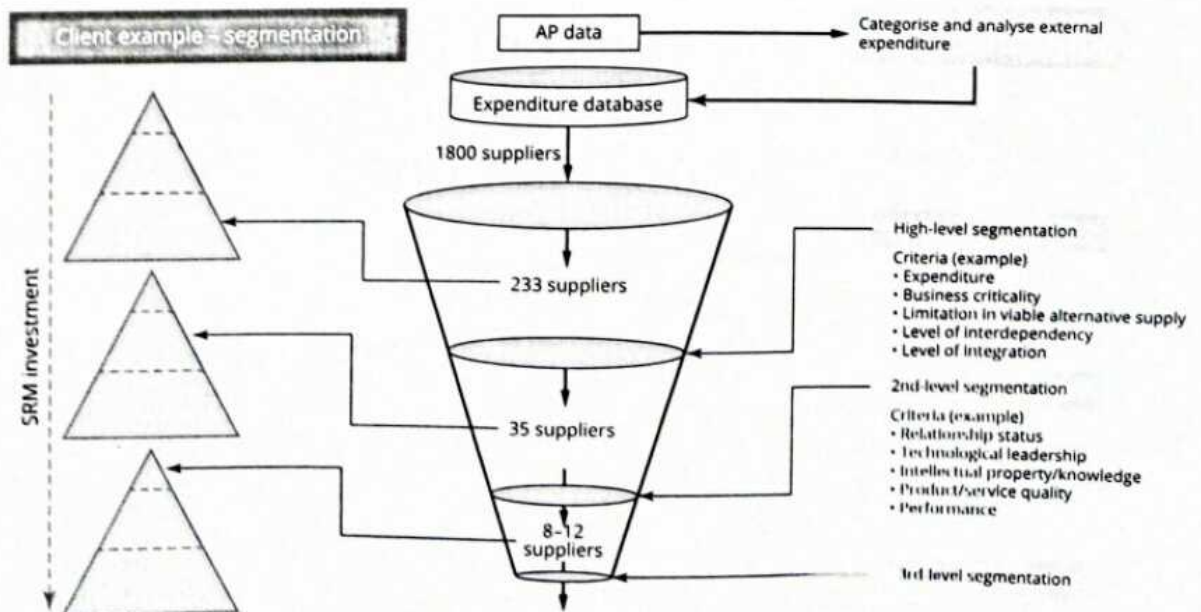 Client example – segmentation
AP data
Categorise and analyse external
expenditure
Expenditure database
1800 suppliers
High-level segmentation
Criteria (example)
• Expenditure
• Business criticality
• Limitation in viable alternative supply
• Level of interdependency
• Level of integration
233 suppliers
SRM investment
2nd-level segmentation
Criteria (example)
• Relationship status
• Technological leadership
• Intellectual property/knowledge
• Product/service quality
• Performance
35 suppliers
8–12
suppliers
3rd-level segmentation